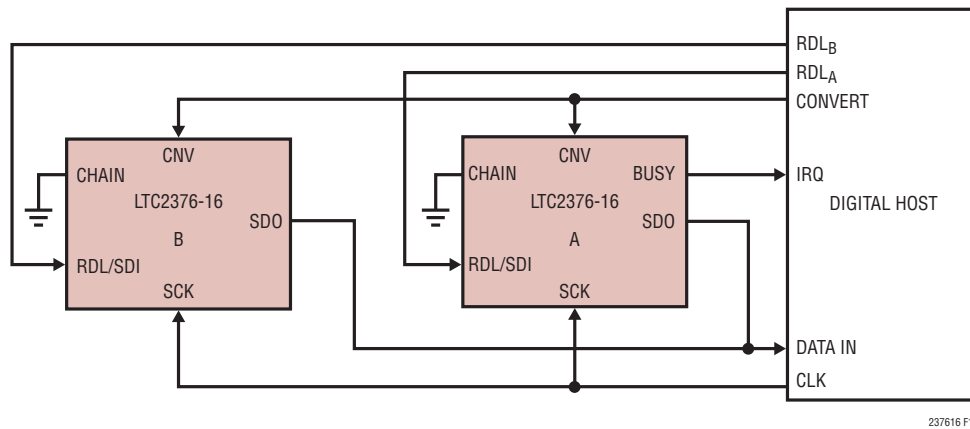 RDLB
RDLA
CONVERT
IRQ
DIGITAL HOST
DATA IN
CLK
CNV
CHAIN
LTC2376-16
SDO
B
RDL/SDI
SCK
CNV
CHAIN
BUSY
LTC2376-16
SDO
A
RDL/SDI
SCK
237616 F